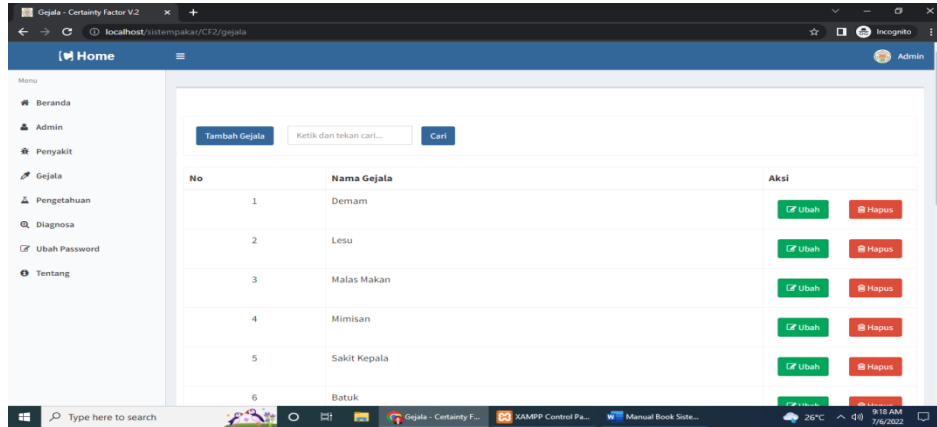 Gejala - Certainty Factor V.2
localhost/sistempakar/CF2/gejala
Incognito
Home
Admin
Menu
Beranda
Admin
Penyakit
Gejala
Pengetahuan
Diagnosa
Ubah Password
Tentang
Tambah Gejala Ketik dan tekan cari... Cari
No Nama Gejala Aksi
1 Demam Ubah Hapus
2 Lesu Ubah Hapus
3 Malas Makan Ubah Hapus
4 Mimisan Ubah Hapus
5 Sakit Kepala Ubah Hapus
6 Batuk Ubah Hapus
Type here to search Gejala - Certainty F... XAMPP Control Pa... Manual Book Siste... 26°C 9:18 AM
7/6/2022